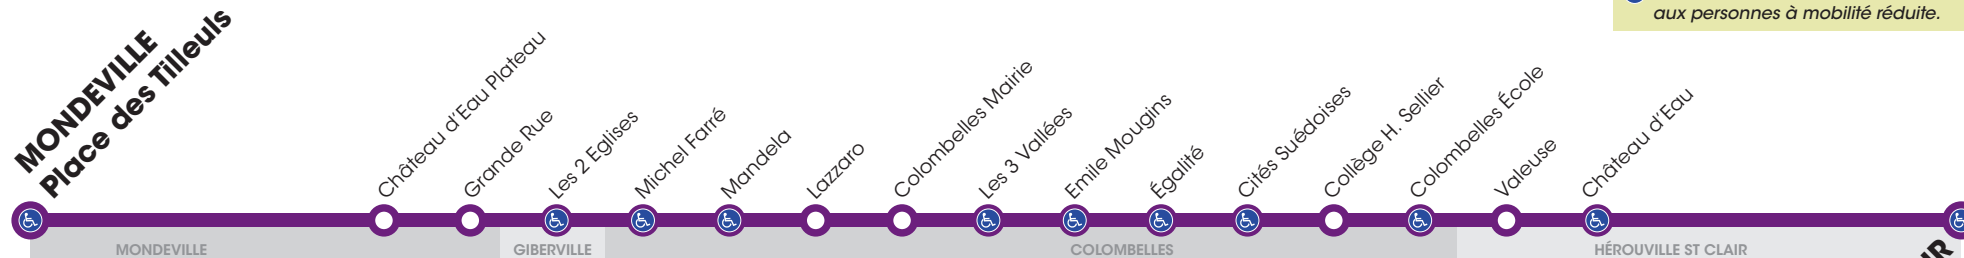 aux personnes à mobilité réduite.
MONDEVILLE
Place des Tilleuls
Château d'Eau Plateau
Grande Rue
Les 2 Eglises
Michel Farré
Mandela
Lazzaro
Colombelles Mairie
Les 3 Vallées
Emile Mougins
Égalité
Cités Suédoises
Collège H. Sellier
Colombelles École
Valeuse
Château d'Eau
MONDEVILLE
GIBERVILLE
COLOMBELLES
HÉROUVILLE ST CLAIR